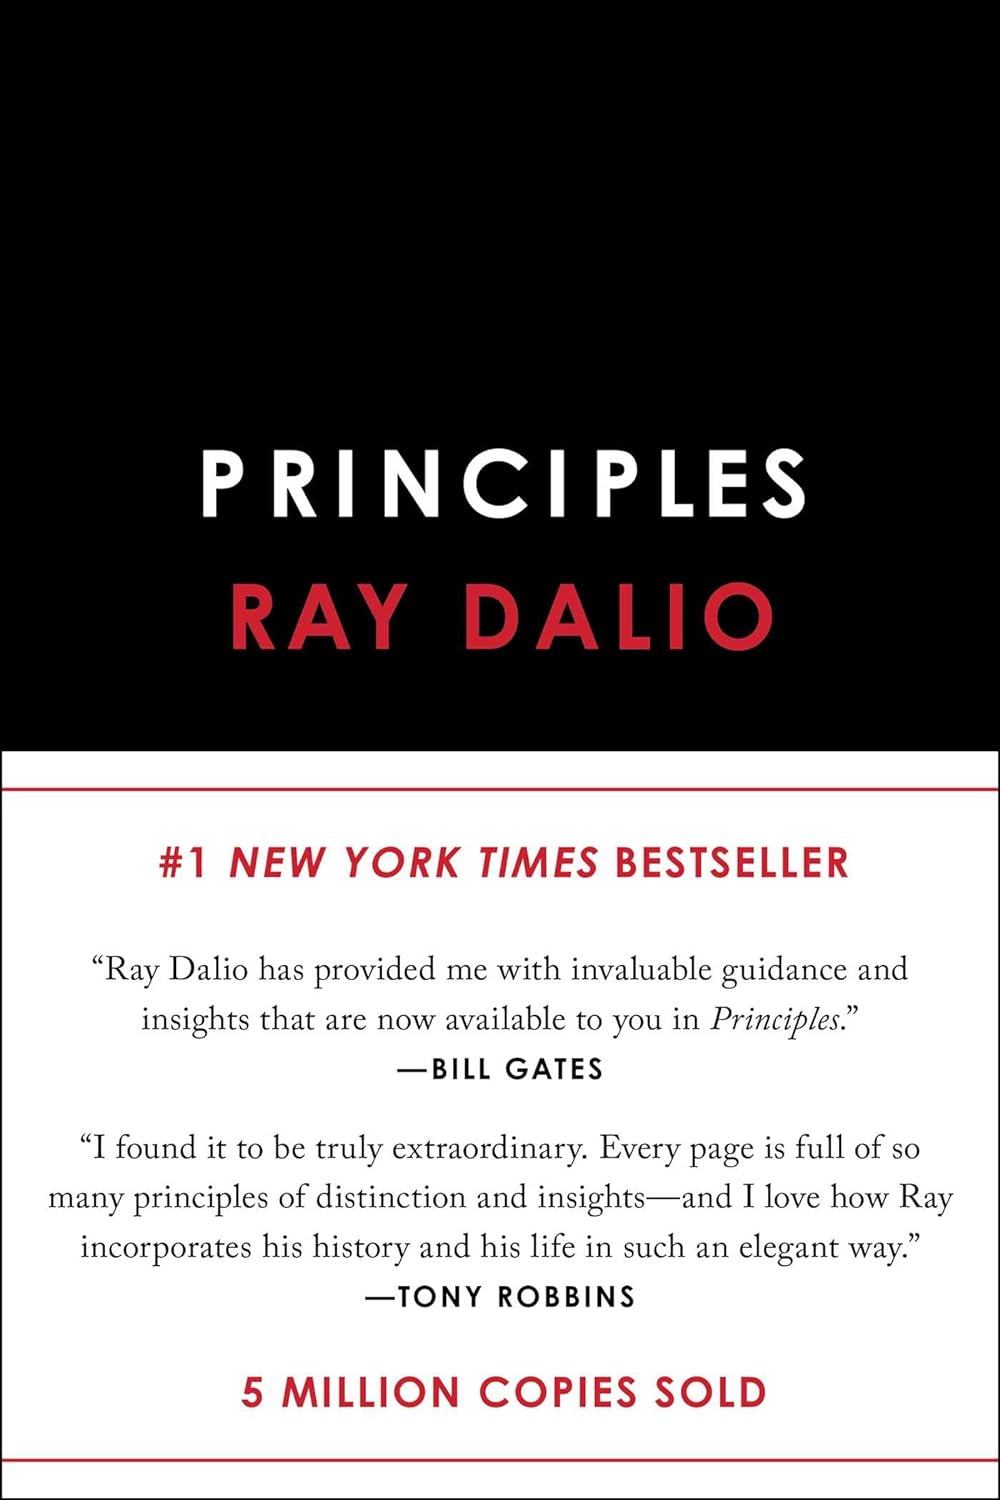 PRINCIPLES
RAY DALIO
#1 NEW YORK TIMES BESTSELLER
“Ray Dalio has provided me with invaluable guidance and
insights that are now available to you in Principles.”
—BILL GATES
“I found it to be truly extraordinary. Every page is full of so
many principles of distinction and insights—and I love how Ray
incorporates his history and his life in such an elegant way.”
—TONY ROBBINS
5 MILLION COPIES SOLD